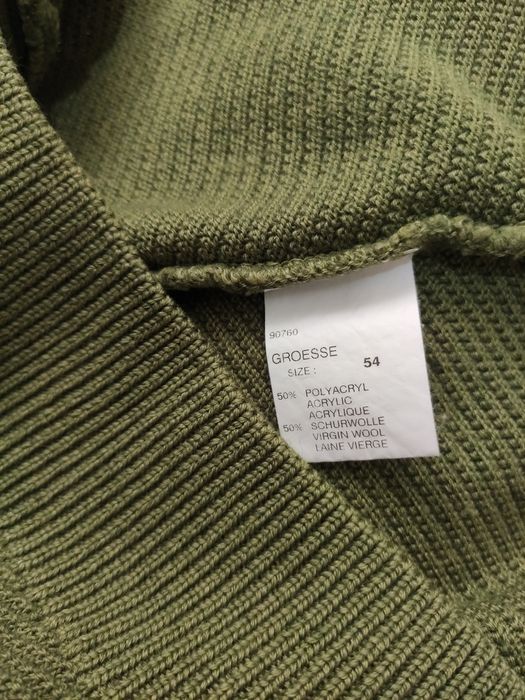 90760
GROESSE
SIZE : 54
50% POLYACRYL
ACRYLIC
ACRYLIQUE
50% SCHURWOLLE
VIRGIN WOOL
LAINE VIERGE